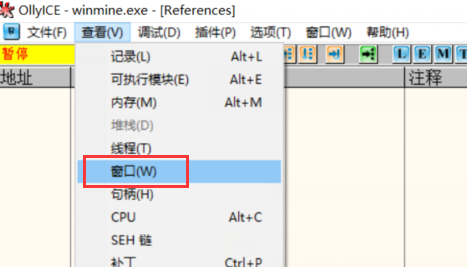 OllyICE - winmine.exe - [References]
文件(F) 查看(V) 调试(D) 插件(P) 选项(T) 窗口(W) 帮助(H)
暂停
L E M T
地址 注释
记录(L) Alt+L
可执行模块(E) Alt+E
内存(M) Alt+M
堆栈(D)
线程(T)
窗口(W)
句柄(H)
CPU Alt+C
SEH 链
补丁 Ctrl+P